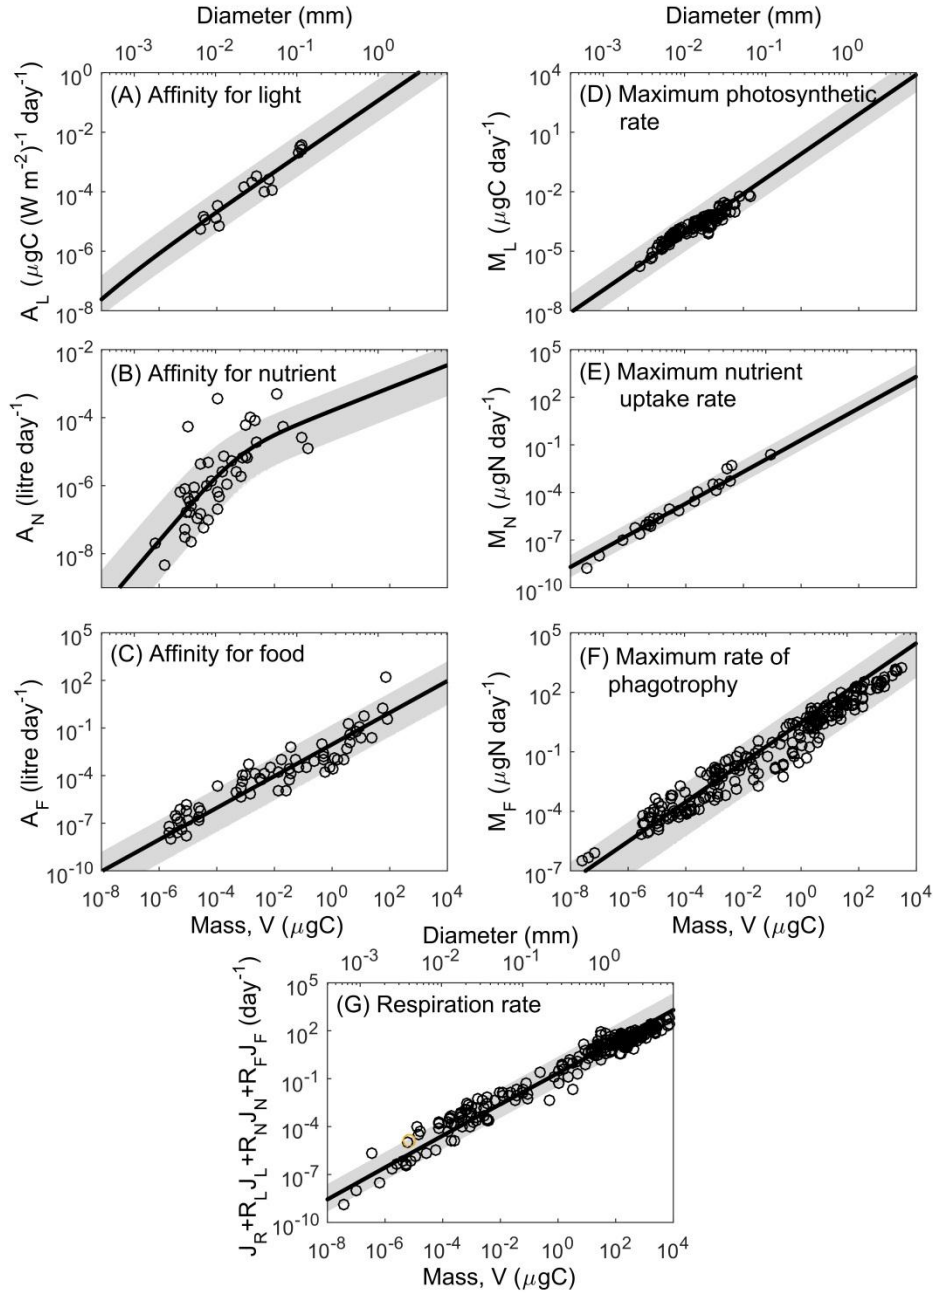 Diameter (mm)
10^-3 10^-2 10^-1 10^0
Diameter (mm)
10^-3 10^-2 10^-1 10^0
(A) Affinity for light
A_L (μgC (W m^-2)^-1 day^-1)
10^0
10^-2
10^-4
10^-6
10^-8
(D) Maximum photosynthetic
rate
M_L (μgC day^-1)
10^4
10^1
10^-2
10^-5
10^-8
(B) Affinity for nutrient
A_N (litre day^-1)
10^-2
10^-4
10^-6
10^-8
(E) Maximum nutrient
uptake rate
M_N (μgN day^-1)
10^5
10^2
10^-1
10^-4
10^-7
10^-10
(C) Affinity for food
A_F (litre day^-1)
10^5
10^2
10^-1
10^-4
10^-7
10^-10
10^-8 10^-6 10^-4 10^-2 10^0 10^2 10^4
Mass, V (μgC)
(F) Maximum rate of
phagotrophy
M_F (μgN day^-1)
10^5
10^2
10^-1
10^-4
10^-7
10^-8 10^-6 10^-4 10^-2 10^0 10^2 10^4
Mass, V (μgC)
Diameter (mm)
10^-3 10^-2 10^-1 10^0
(G) Respiration rate
J_R+R_L J_L+R_N J_N+R_F J_F (day^-1)
10^5
10^2
10^-1
10^-4
10^-7
10^-10
10^-8 10^-6 10^-4 10^-2 10^0 10^2 10^4
Mass, V (μgC)